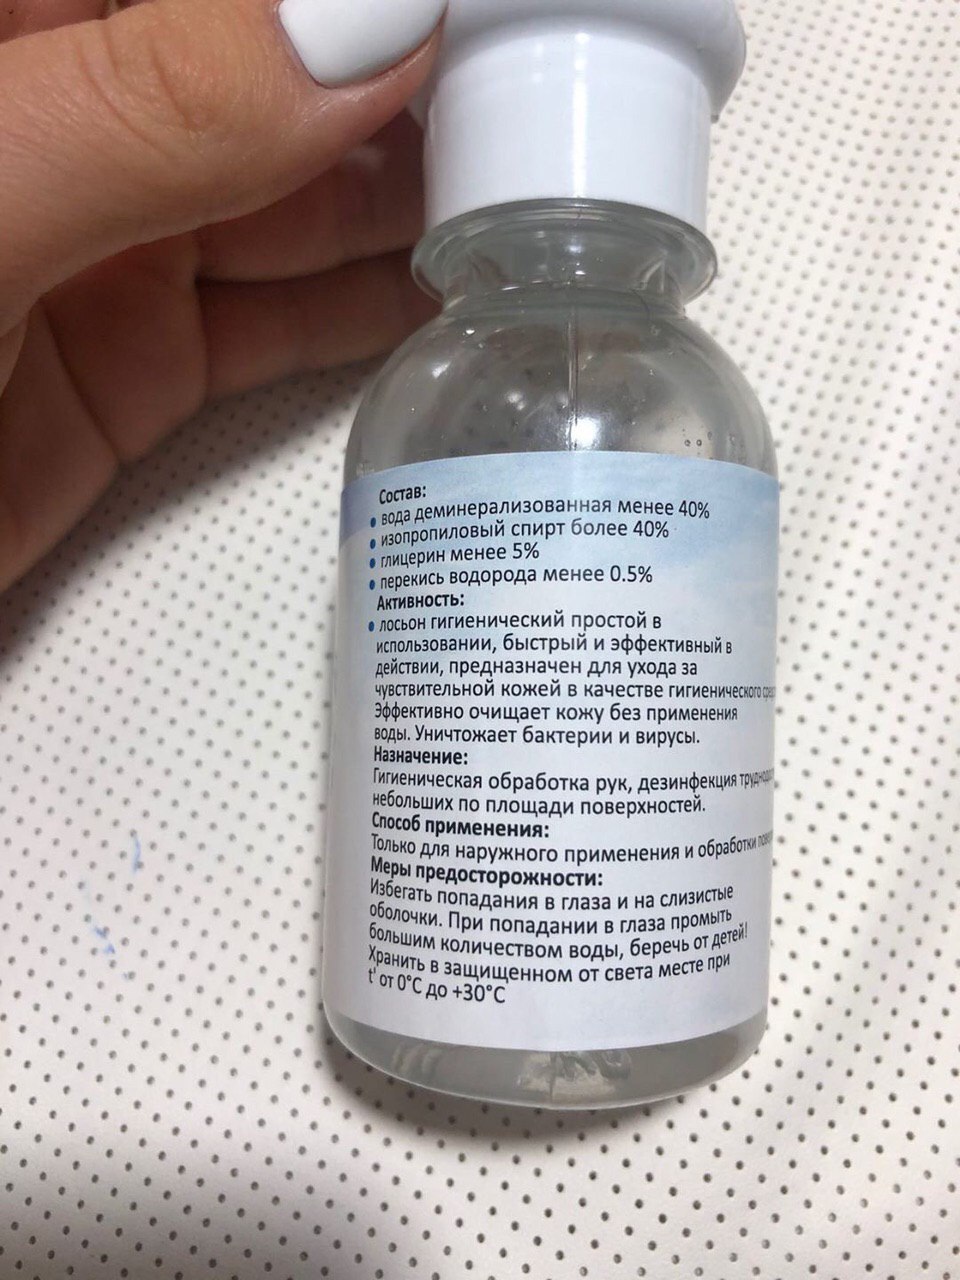 Состав:
• вода деминерализованная менее 40%
• изопропиловый спирт более 40%
• глицерин менее 5%
• перекись водорода менее 0.5%
Активность:
• лосьон гигиенический простой в
использовании, быстрый и эффективный в
действии, предназначен для ухода за
чувствительной кожей в качестве гигиенического
Эффективно очищает кожу без применения
воды. Уничтожает бактерии и вирусы.
Назначение:
Гигиеническая обработка рук, дезинфекция
небольших по площади поверхностей.
Способ применения:
Только для наружного применения и обработки
Меры предосторожности:
Избегать попадания в глаза и на слизистые
оболочки. При попадании в глаза промыть
большим количеством воды, беречь от детей!
Хранить в защищенном от света месте при
t' от 0°C до +30°C